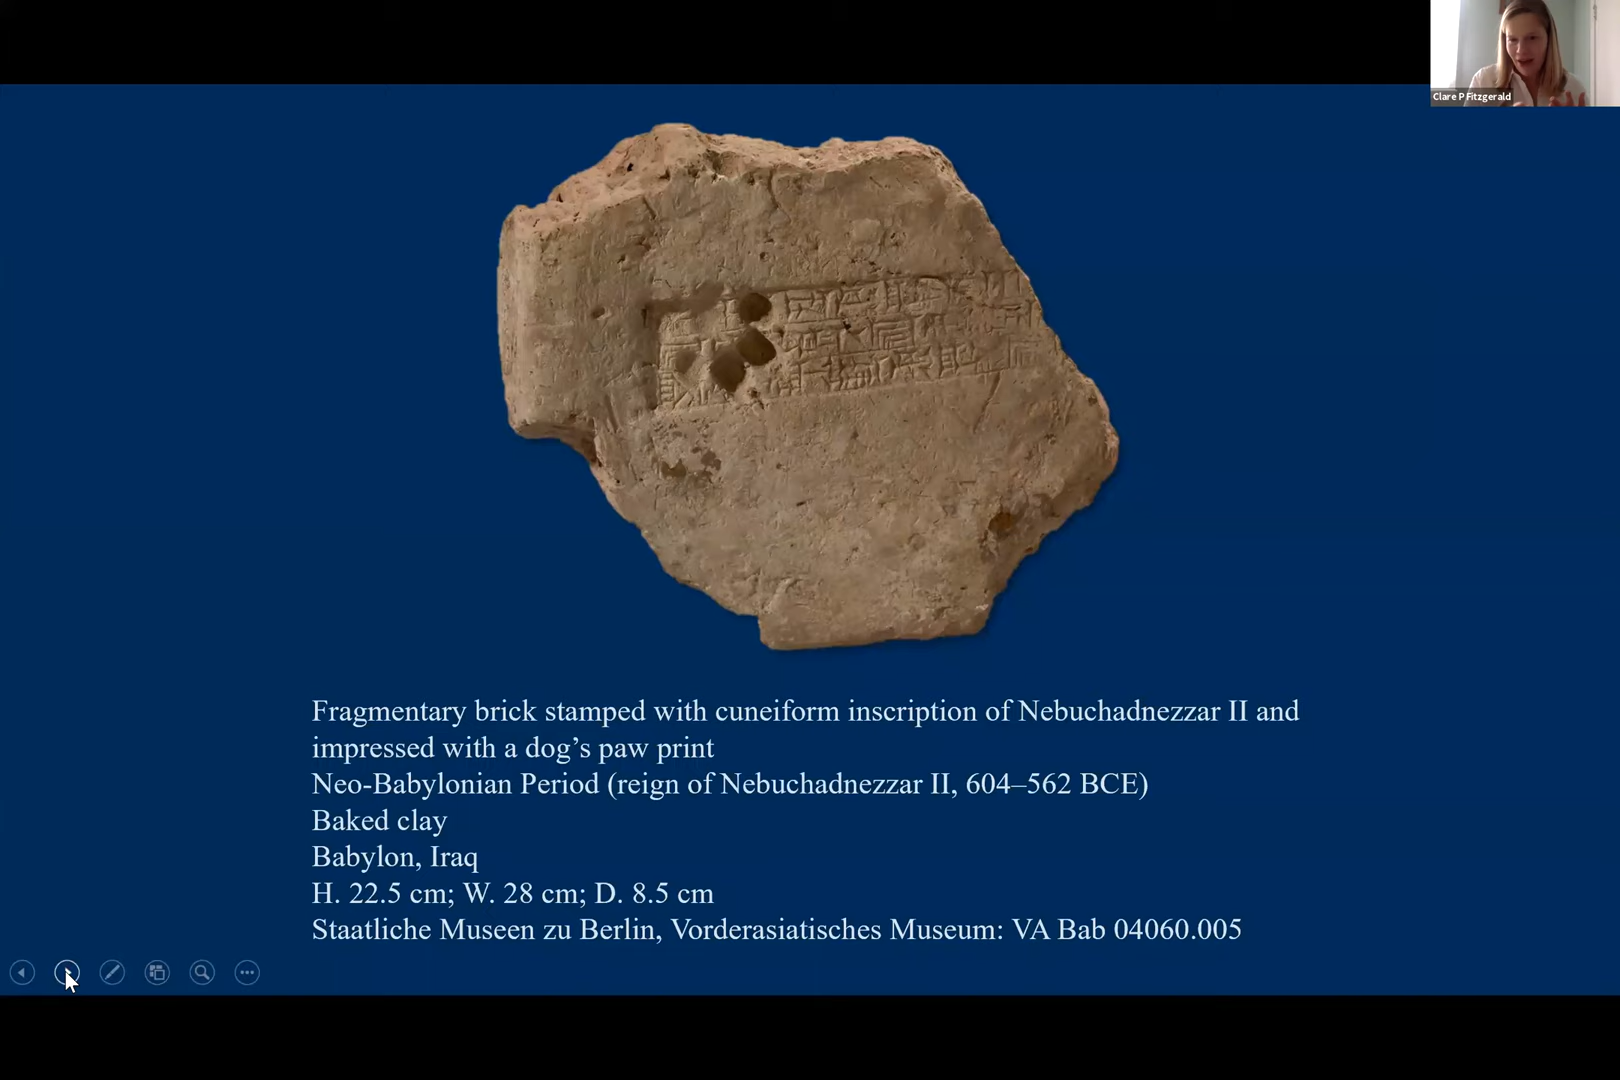 Clare P Fitzgerald
Fragmentary brick stamped with cuneiform inscription of Nebuchadnezzar II and
impressed with a dog’s paw print
Neo-Babylonian Period (reign of Nebuchadnezzar II, 604–562 BCE)
Baked clay
Babylon, Iraq
H. 22.5 cm; W. 28 cm; D. 8.5 cm
Staatliche Museen zu Berlin, Vorderasiatisches Museum: VA Bab 04060.005